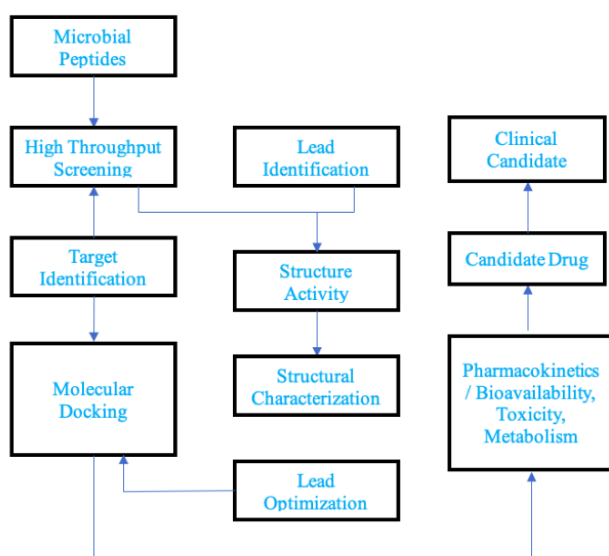 Microbial
Peptides
High Throughput
Screening
Lead
Identification
Clinical
Candidate
Target
Identification
Structure
Activity
Candidate Drug
Molecular
Docking
Structural
Characterization
Pharmacokinetics
/ Bioavailability,
Toxicity,
Metabolism
Lead
Optimization